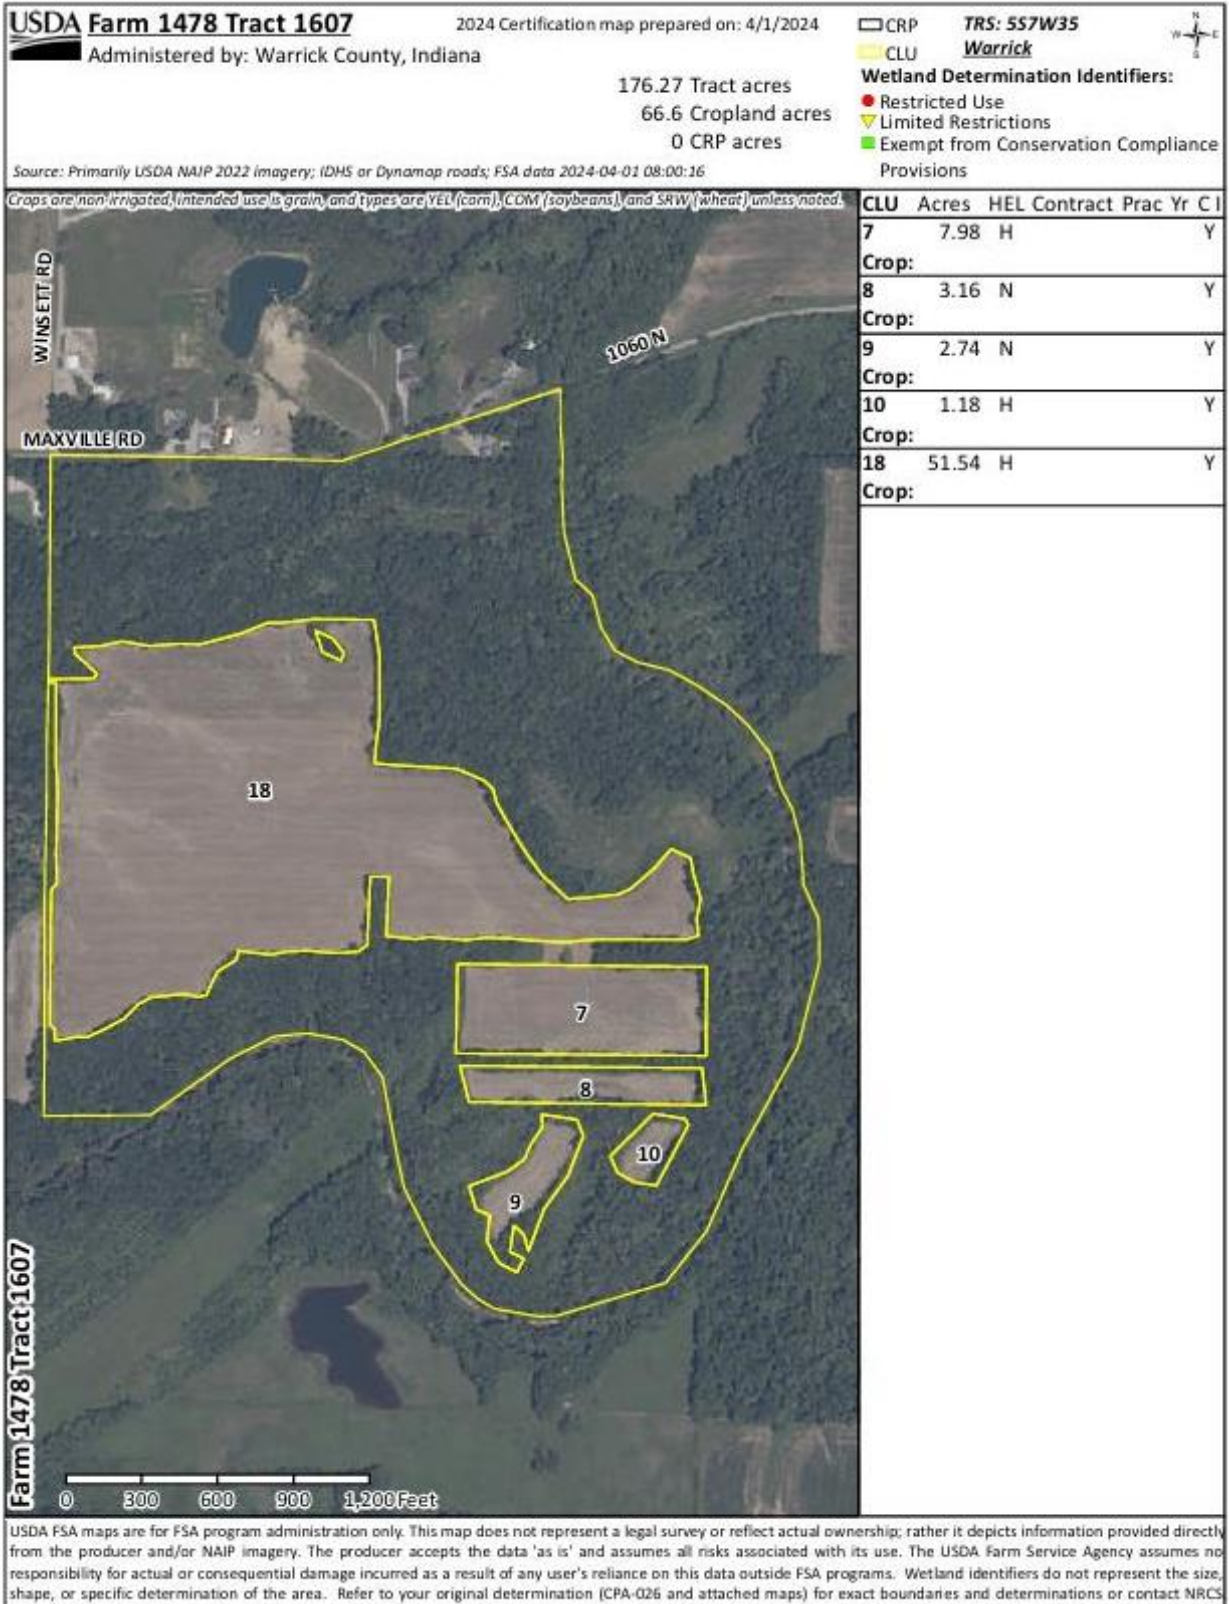 USDA Farm 1478 Tract 1607
Administered by: Warrick County, Indiana
2024 Certification map prepared on: 4/1/2024
176.27 Tract acres
66.6 Cropland acres
0 CRP acres
CRP
CLU
TRS: 5S7W35
Warrick
N
W E
S
Wetland Determination Identifiers:
Restricted Use
Limited Restrictions
Exempt from Conservation Compliance
Provisions
Source: Primarily USDA NAIP 2022 imagery; IDHS or Dynamap roads; FSA data 2024-04-01 08:00:16
Crops are non-irrigated, intended use is grain, and types are YEL (corn), COM (soybeans), and SRW (wheat) unless noted.
CLU Acres HEL Contract Prac Yr C I
7 7.98 H Y
Crop:
8 3.16 N Y
Crop:
9 2.74 N Y
Crop:
10 1.18 H Y
Crop:
18 51.54 H Y
Crop:
WINSETT RD
1060 N
MAXVILLE RD
18
7
8
10
9
Farm 1478 Tract 1607
0 300 600 900 1,200 Feet
USDA FSA maps are for FSA program administration only. This map does not represent a legal survey or reflect actual ownership; rather it depicts information provided directly
from the producer and/or NAIP imagery. The producer accepts the data 'as is' and assumes all risks associated with its use. The USDA Farm Service Agency assumes no
responsibility for actual or consequential damage incurred as a result of any user's reliance on this data outside FSA programs. Wetland identifiers do not represent the size,
shape, or specific determination of the area. Refer to your original determination (CPA-026 and attached maps) for exact boundaries and determinations or contact NRCS